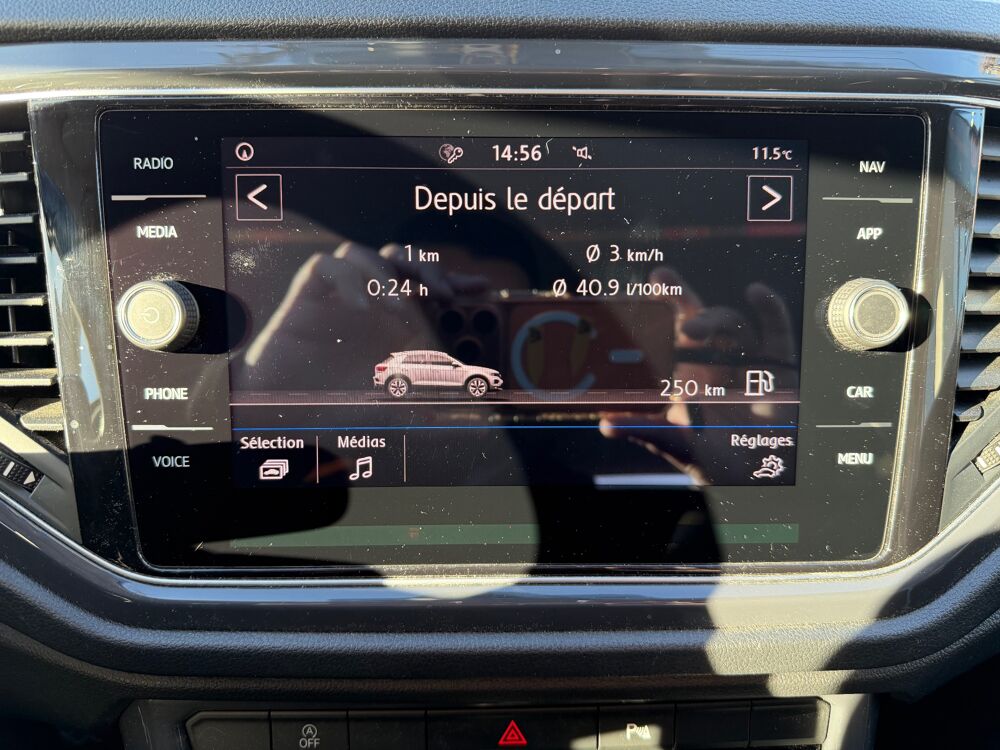 RADIO
MEDIA
PHONE
VOICE
14:56
11.5°C
Depuis le départ
1 km
Ø 3 km/h
0:24 h
Ø 40.9 l/100km
250 km
Sélection
Médias
Réglages
NAV
APP
CAR
MENU
A
OFF
P